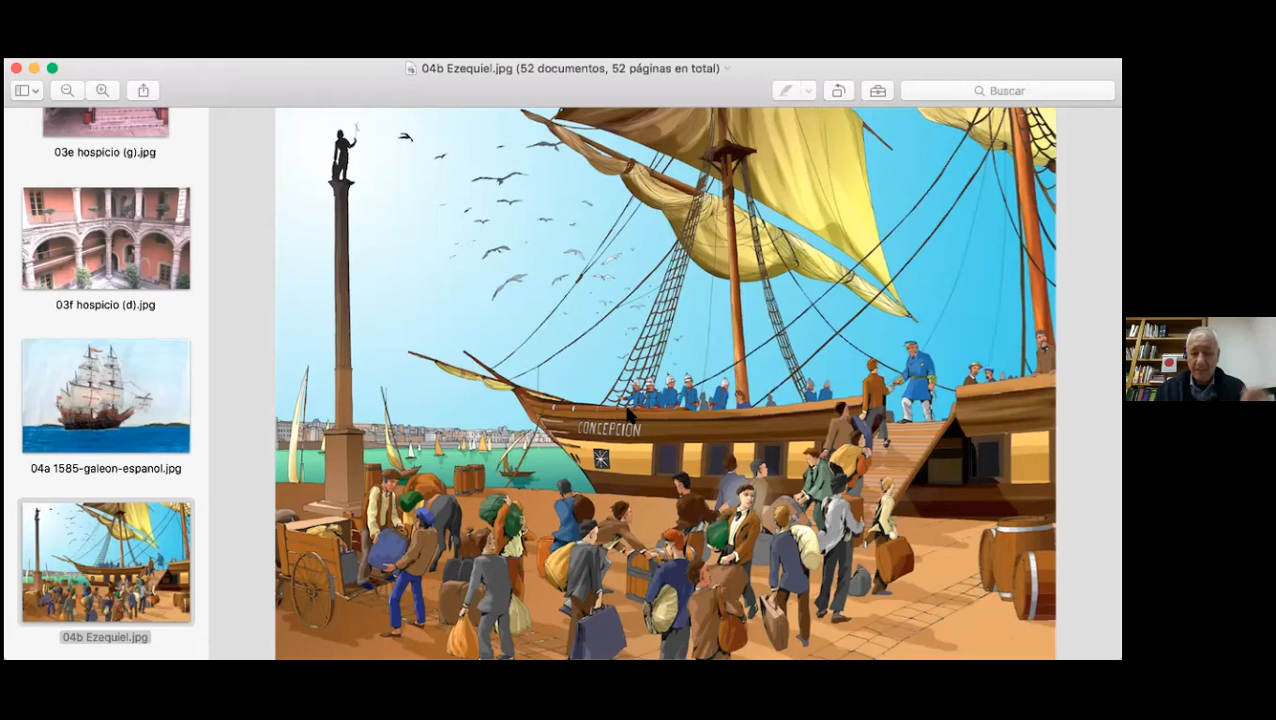 04b Ezequiel.jpg (52 documentos, 52 páginas en total)
Buscar
03e hospicio (g).jpg
03f hospicio (d).jpg
04a 1585-galeon-espanol.jpg
04b Ezequiel.jpg
CONCEPCION